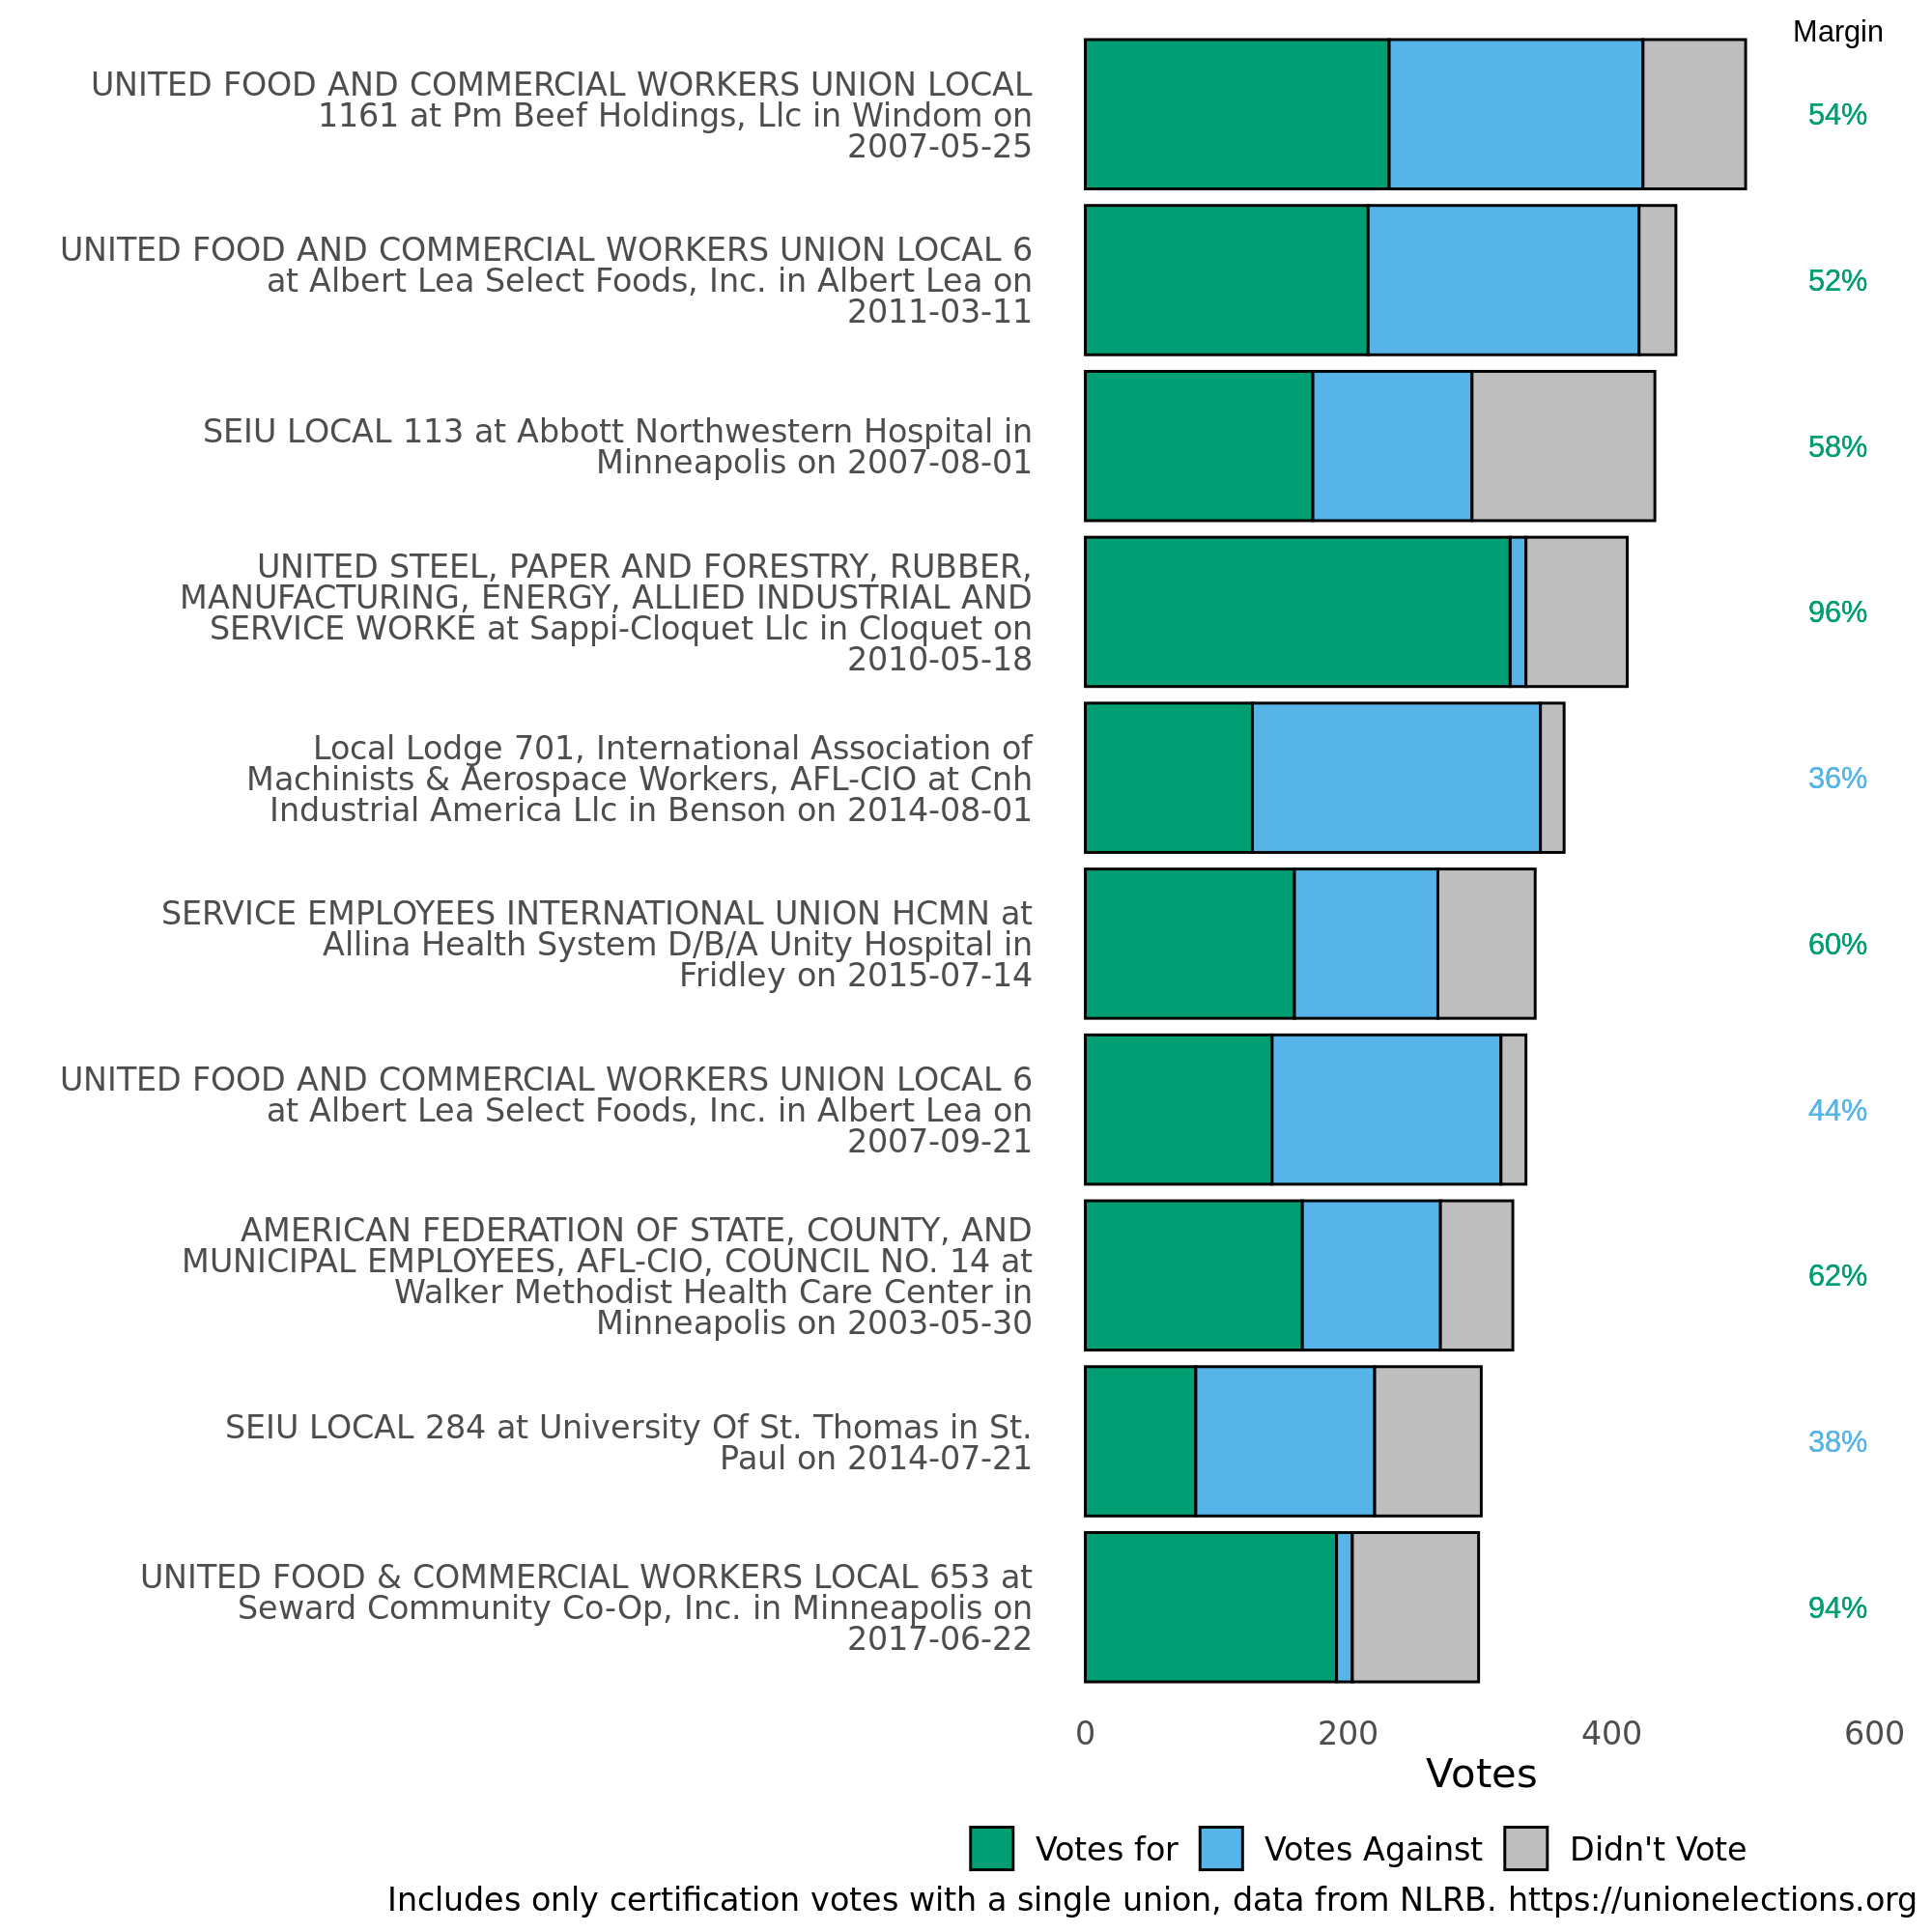 Margin
UNITED FOOD AND COMMERCIAL WORKERS UNION LOCAL
1161 at Pm Beef Holdings, Llc in Windom on
2007-05-25
54%
UNITED FOOD AND COMMERCIAL WORKERS UNION LOCAL 6
at Albert Lea Select Foods, Inc. in Albert Lea on
2011-03-11
52%
SEIU LOCAL 113 at Abbott Northwestern Hospital in
Minneapolis on 2007-08-01
58%
UNITED STEEL, PAPER AND FORESTRY, RUBBER,
MANUFACTURING, ENERGY, ALLIED INDUSTRIAL AND
SERVICE WORKE at Sappi-Cloquet Llc in Cloquet on
2010-05-18
96%
Local Lodge 701, International Association of
Machinists & Aerospace Workers, AFL-CIO at Cnh
Industrial America Llc in Benson on 2014-08-01
36%
SERVICE EMPLOYEES INTERNATIONAL UNION HCMN at
Allina Health System D/B/A Unity Hospital in
Fridley on 2015-07-14
60%
UNITED FOOD AND COMMERCIAL WORKERS UNION LOCAL 6
at Albert Lea Select Foods, Inc. in Albert Lea on
2007-09-21
44%
AMERICAN FEDERATION OF STATE, COUNTY, AND
MUNICIPAL EMPLOYEES, AFL-CIO, COUNCIL NO. 14 at
Walker Methodist Health Care Center in
Minneapolis on 2003-05-30
62%
SEIU LOCAL 284 at University Of St. Thomas in St.
Paul on 2014-07-21
38%
UNITED FOOD & COMMERCIAL WORKERS LOCAL 653 at
Seward Community Co-Op, Inc. in Minneapolis on
2017-06-22
94%
0 200 400 600
Votes
Votes for Votes Against Didn't Vote
Includes only certification votes with a single union, data from NLRB. https://unionelections.org